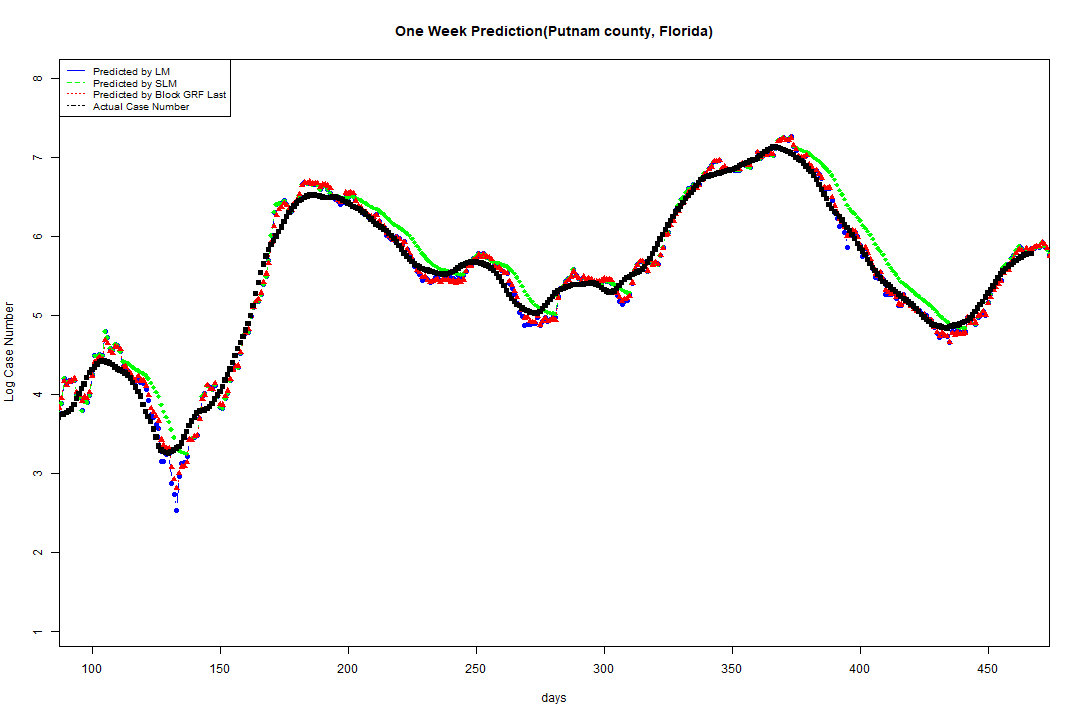 One Week Prediction(Putnam county, Florida)
Predicted by LM
Predicted by SLM
Predicted by Block GRF Last
Actual Case Number
Log Case Number
8
7
6
5
4
3
2
1
100 150 200 250 300 350 400 450
days